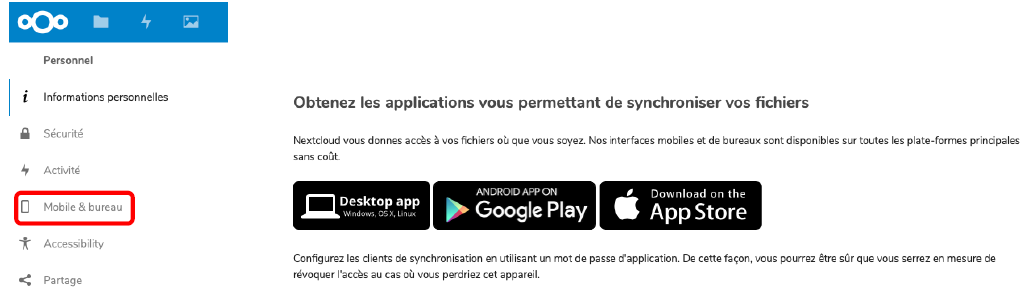 Personnel
Informations personnelles
Sécurité
Activité
Mobile & bureau
Accessibility
Partage
Obtenez les applications vous permettant de synchroniser vos fichiers
Nextcloud vous donnes accès à vos fichiers où que vous soyez. Nos interfaces mobiles et de bureaux sont disponibles sur toutes les plate-formes principales
sans coût.
Desktop app
Windows, OS X, Linux
ANDROID APP ON
Google Play
Download on the
App Store
Configurez les clients de synchronisation en utilisant un mot de passe d'application. De cette façon, vous pourrez être sûr que vous serrez en mesure de
révoquer l'accès au cas où vous perdriez cet appareil.